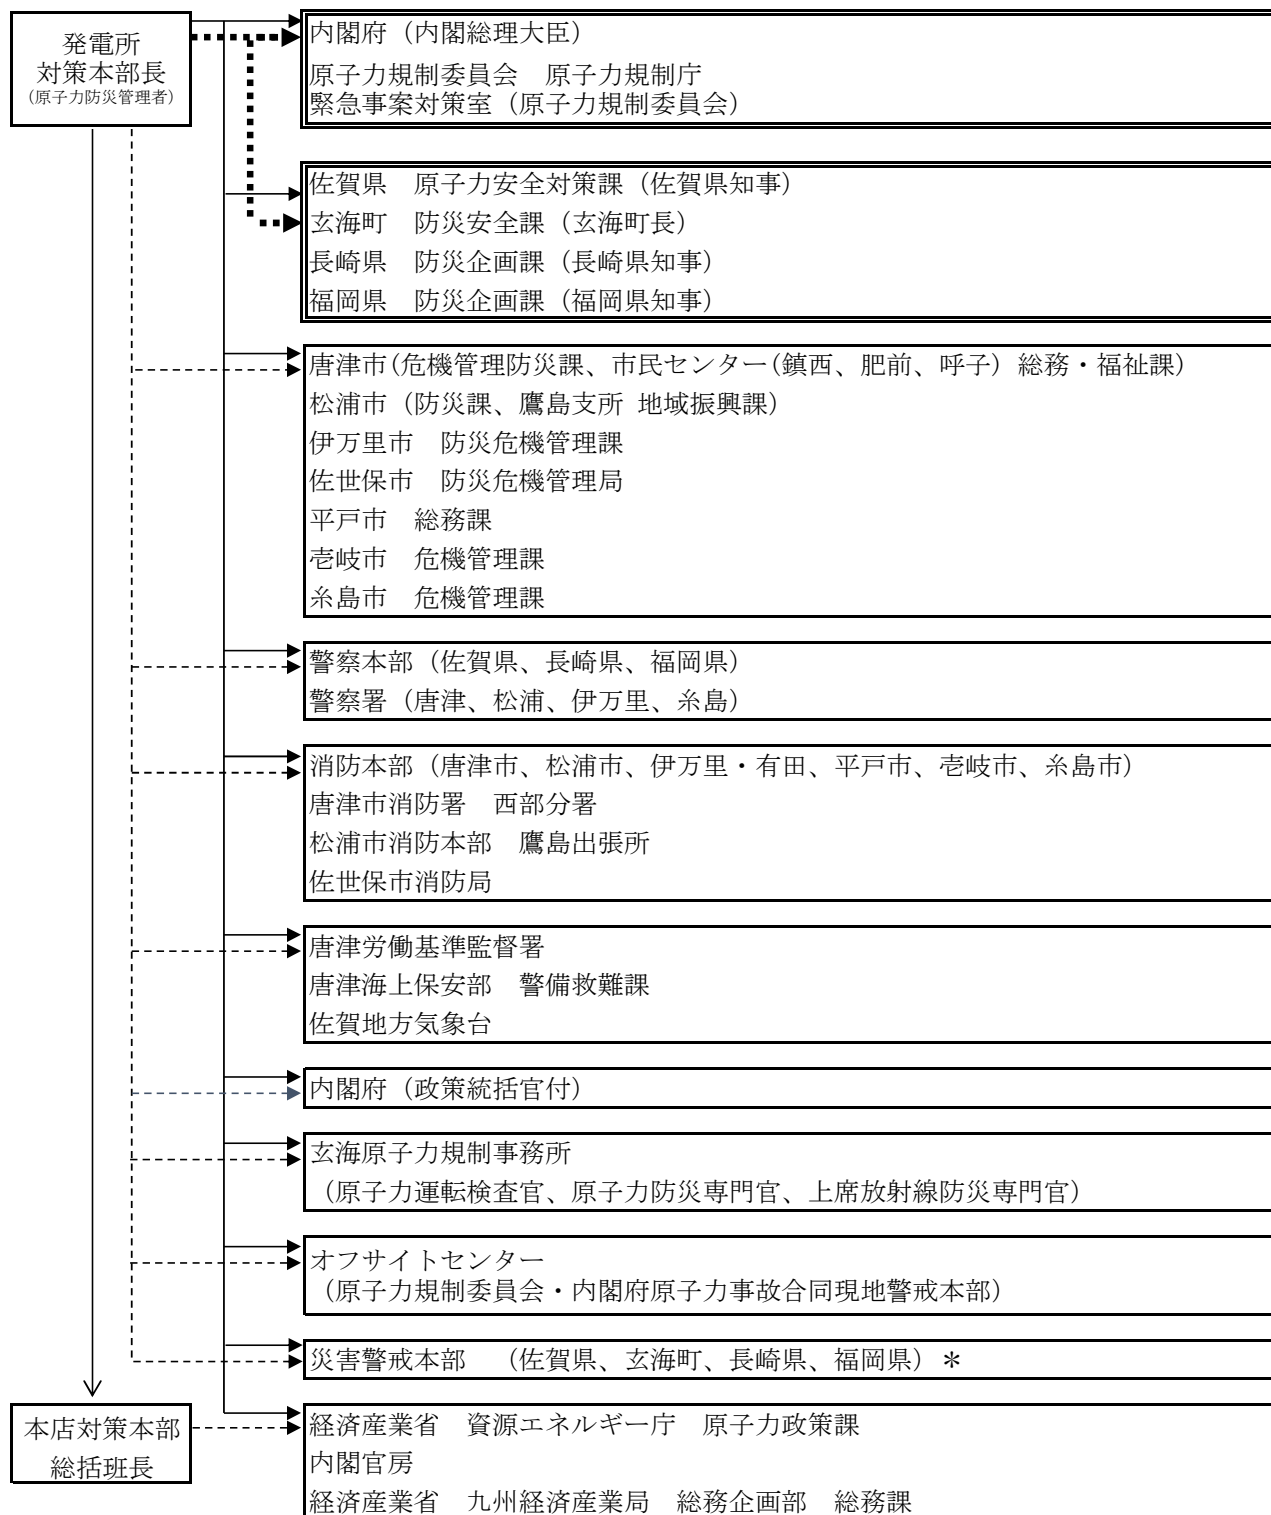 発電所
対策本部長
(原子力防災管理者)
内閣府（内閣総理大臣）
原子力規制委員会　原子力規制庁
緊急事案対策室（原子力規制委員会）
佐賀県　原子力安全対策課（佐賀県知事）
玄海町　防災安全課（玄海町長）
長崎県　防災企画課（長崎県知事）
福岡県　防災企画課（福岡県知事）
唐津市(危機管理防災課、市民センター(鎮西、肥前、呼子）総務・福祉課）
松浦市（防災課、鷹島支所 地域振興課）
伊万里市　防災危機管理課
佐世保市　防災危機管理局
平戸市　総務課
壱岐市　危機管理課
糸島市　危機管理課
警察本部（佐賀県、長崎県、福岡県）
警察署（唐津、松浦、伊万里、糸島）
消防本部（唐津市、松浦市、伊万里・有田、平戸市、壱岐市、糸島市）
唐津市消防署　西部分署
松浦市消防本部　鷹島出張所
佐世保市消防局
唐津労働基準監督署
唐津海上保安部　警備救難課
佐賀地方気象台
内閣府（政策統括官付）
玄海原子力規制事務所
（原子力運転検査官、原子力防災専門官、上席放射線防災専門官）
オフサイトセンター
（原子力規制委員会・内閣府原子力事故合同現地警戒本部）
災害警戒本部　（佐賀県、玄海町、長崎県、福岡県）＊
本店対策本部
総括班長
経済産業省　資源エネルギー庁　原子力政策課
内閣官房
経済産業省　九州経済産業局　総務企画部　総務課